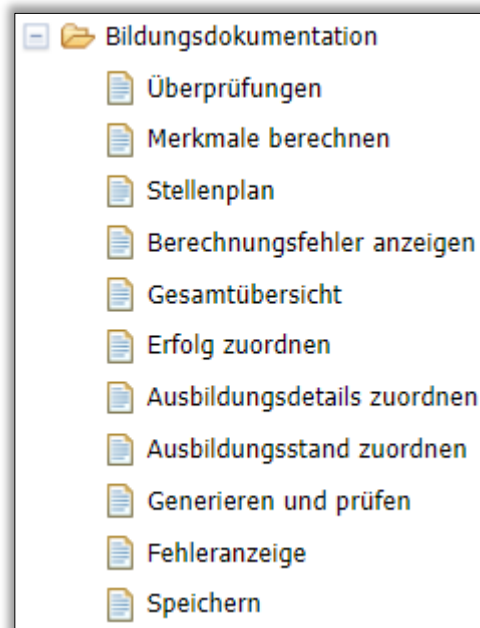 Bildungsdokumentation
Überprüfungen
Merkmale berechnen
Stellenplan
Berechnungsfehler anzeigen
Gesamtübersicht
Erfolg zuordnen
Ausbildungsdetails zuordnen
Ausbildungsstand zuordnen
Generieren und prüfen
Fehleranzeige
Speichern